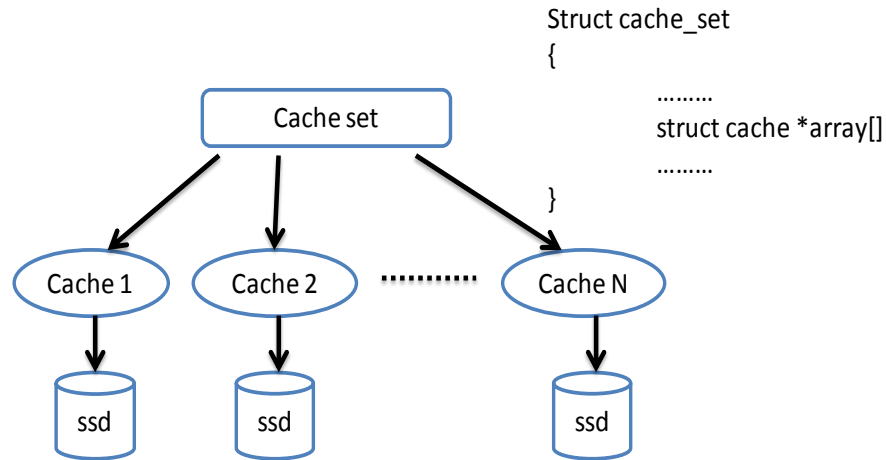 Struct cache_set
{
………
struct cache *array[]
………
}
Cache set
Cache 1
Cache 2
Cache N
ssd
ssd
ssd